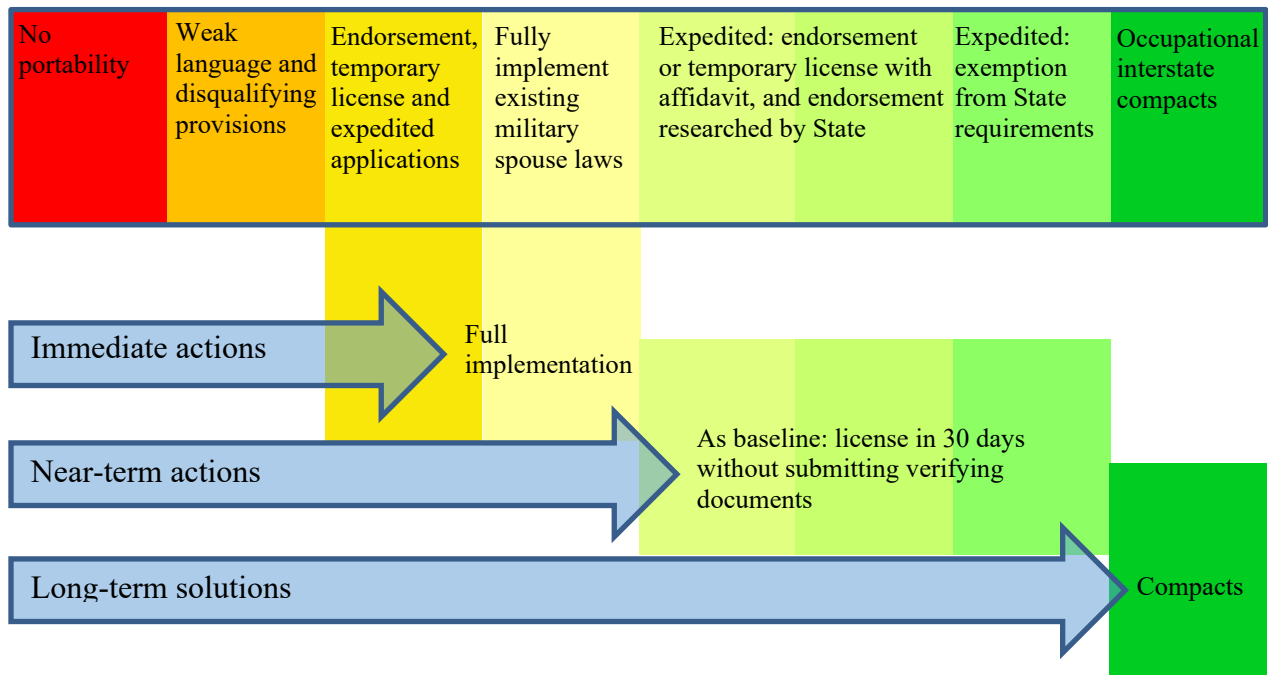 No
portability
Weak
language and
disqualifying
provisions
Endorsement,
temporary
license and
expedited
applications
Fully
implement
existing
military
spouse laws
Expedited: endorsement
or temporary license with
affidavit, and endorsement
researched by State
Expedited:
exemption
from State
requirements
Occupational
interstate
compacts
Immediate actions
Full
implementation
Near-term actions
As baseline: license in 30 days
without submitting verifying
documents
Long-term solutions
Compacts